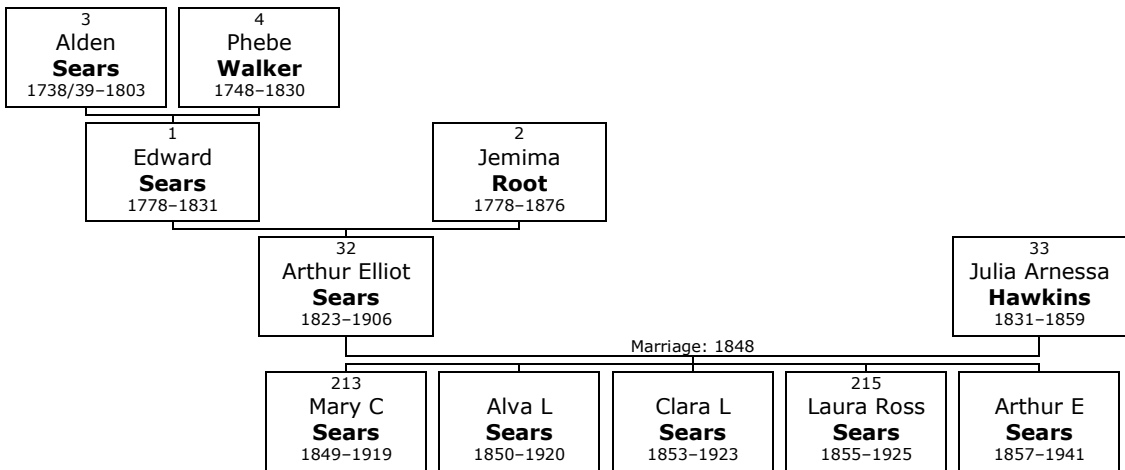 3
Alden
Sears
1738/39–1803
4
Phebe
Walker
1748–1830
1
Edward
Sears
1778–1831
2
Jemima
Root
1778–1876
32
Arthur Elliot
Sears
1823–1906
33
Julia Arnessa
Hawkins
1831–1859
Marriage: 1848
213
Mary C
Sears
1849–1919
Alva L
Sears
1850–1920
Clara L
Sears
1853–1923
215
Laura Ross
Sears
1855–1925
Arthur E
Sears
1857–1941